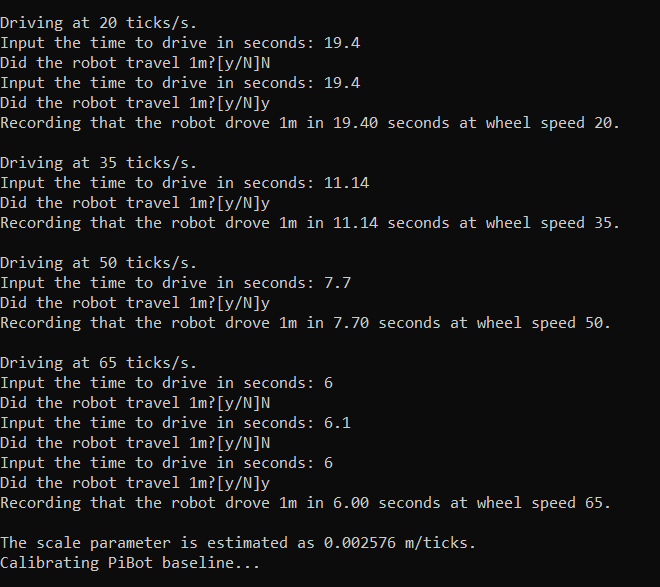 Driving at 20 ticks/s.
Input the time to drive in seconds: 19.4
Did the robot travel 1m?[y/N]N
Input the time to drive in seconds: 19.4
Did the robot travel 1m?[y/N]y
Recording that the robot drove 1m in 19.40 seconds at wheel speed 20.
Driving at 35 ticks/s.
Input the time to drive in seconds: 11.14
Did the robot travel 1m?[y/N]y
Recording that the robot drove 1m in 11.14 seconds at wheel speed 35.
Driving at 50 ticks/s.
Input the time to drive in seconds: 7.7
Did the robot travel 1m?[y/N]y
Recording that the robot drove 1m in 7.70 seconds at wheel speed 50.
Driving at 65 ticks/s.
Input the time to drive in seconds: 6
Did the robot travel 1m?[y/N]N
Input the time to drive in seconds: 6.1
Did the robot travel 1m?[y/N]N
Input the time to drive in seconds: 6
Did the robot travel 1m?[y/N]y
Recording that the robot drove 1m in 6.00 seconds at wheel speed 65.
The scale parameter is estimated as 0.002576 m/ticks.
Calibrating PiBot baseline...